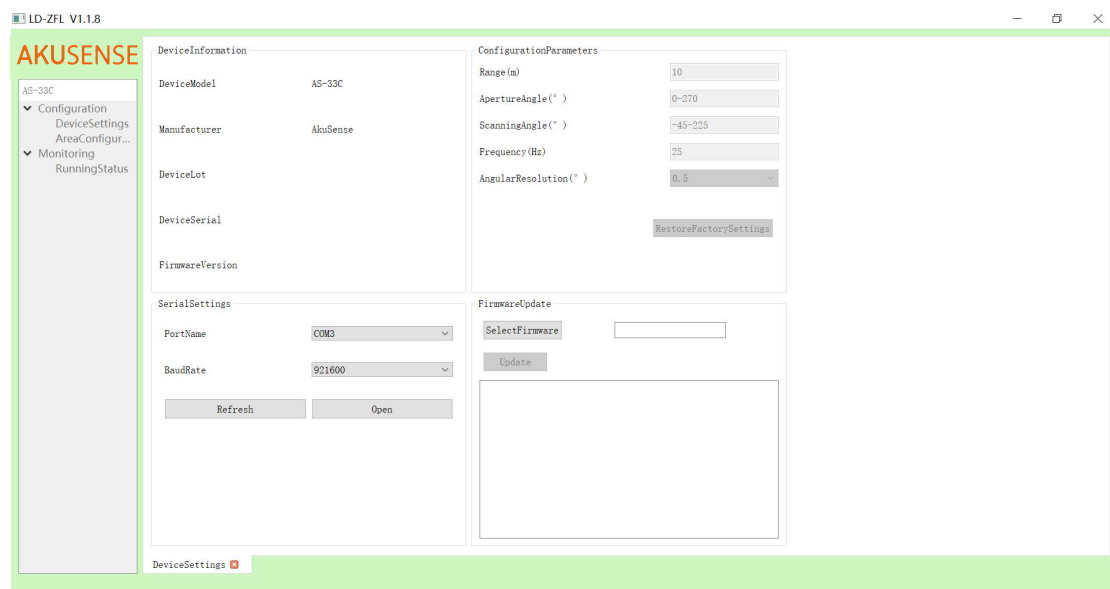 LD-ZFL V1.1.8
AKUSENSE
AS-33C
Configuration
DeviceSettings
AreaConfigur...
Monitoring
RunningStatus
DeviceInformation
DeviceModel AS-33C
Manufacturer AkuSense
DeviceLot
DeviceSerial
FirmwareVersion
ConfigurationParameters
Range(m) 10
ApertureAngle(°) 0-270
ScanningAngle(°) -45-225
Frequency(Hz) 25
AngularResolution(°) 0.5
RestoreFactorySettings
SerialSettings
PortName COM3
BaudRate 921600
Refresh Open
FirmwareUpdate
SelectFirmware
Update
DeviceSettings